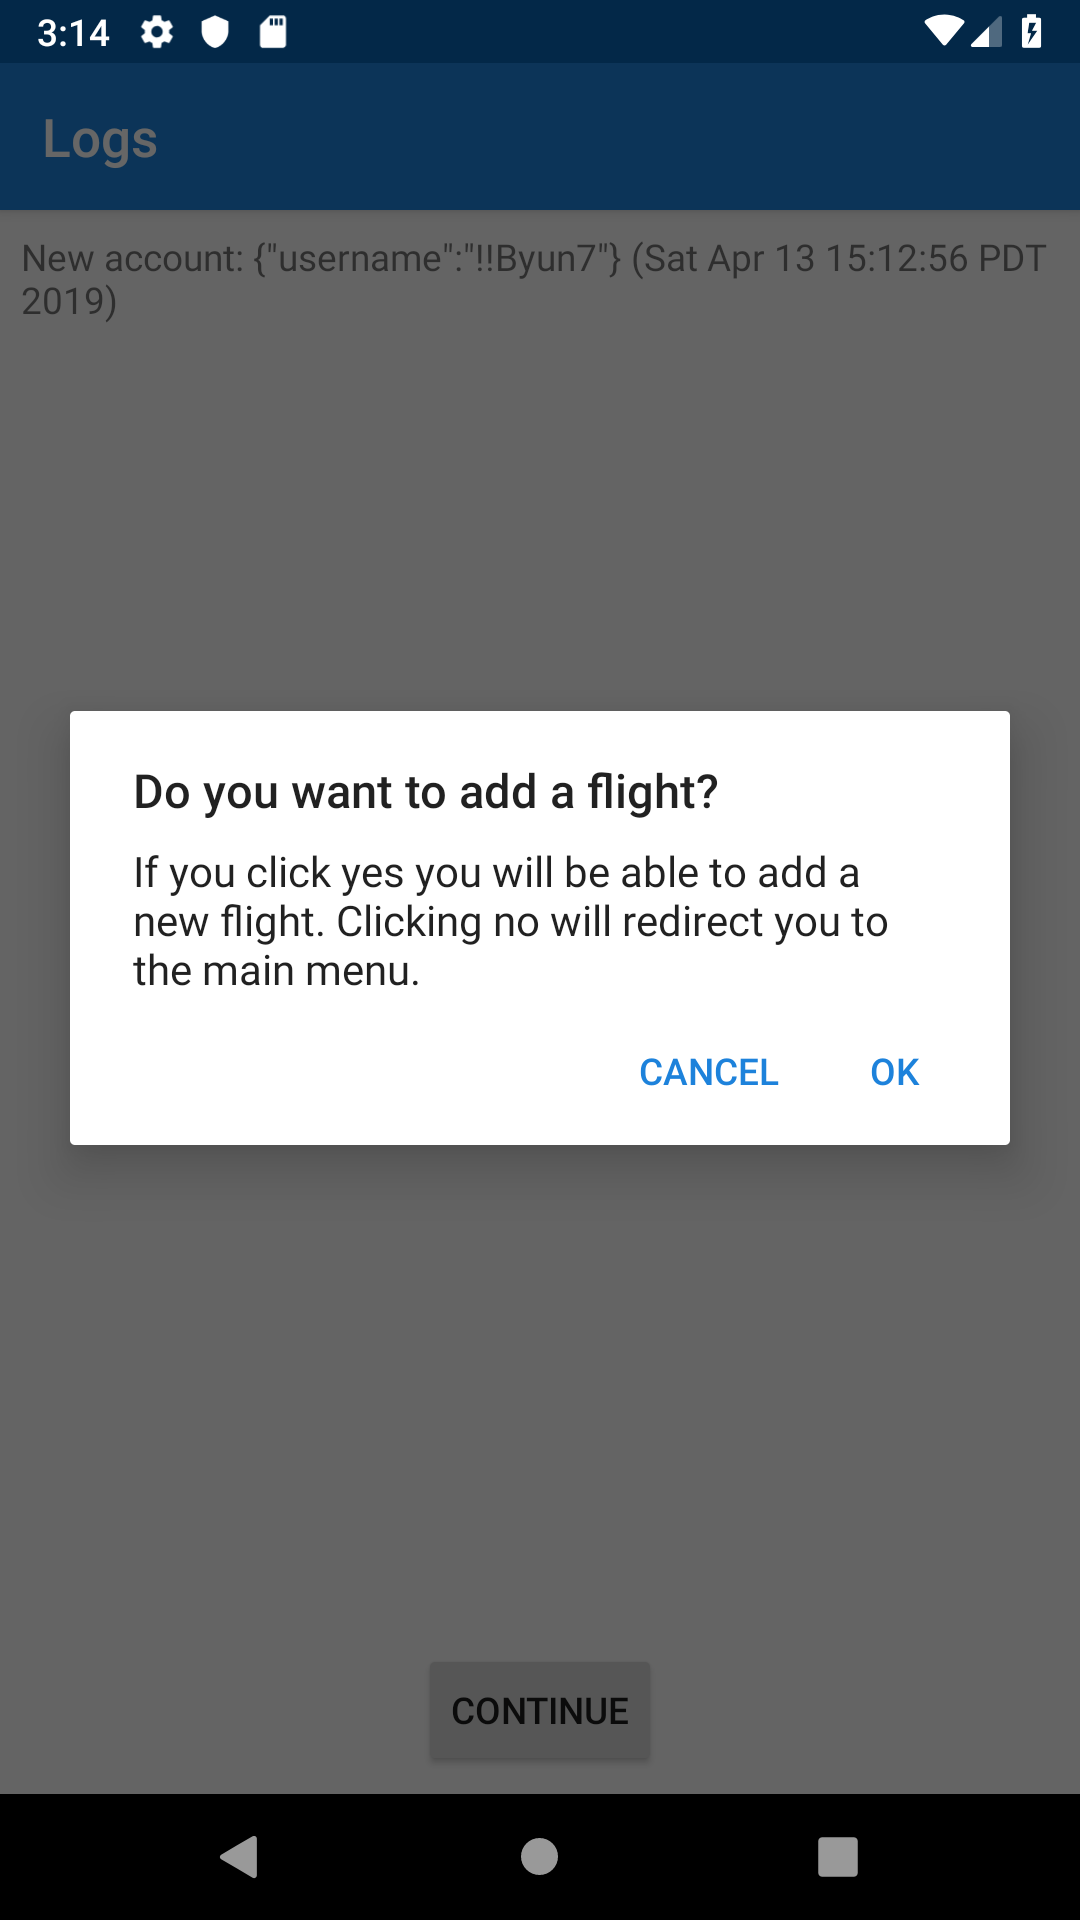 3:14
Logs
New account: {"username":"!!Byun7"} (Sat Apr 13 15:12:56 PDT
2019)
Do you want to add a flight?
If you click yes you will be able to add a
new flight. Clicking no will redirect you to
the main menu.
CANCEL OK
CONTINUE